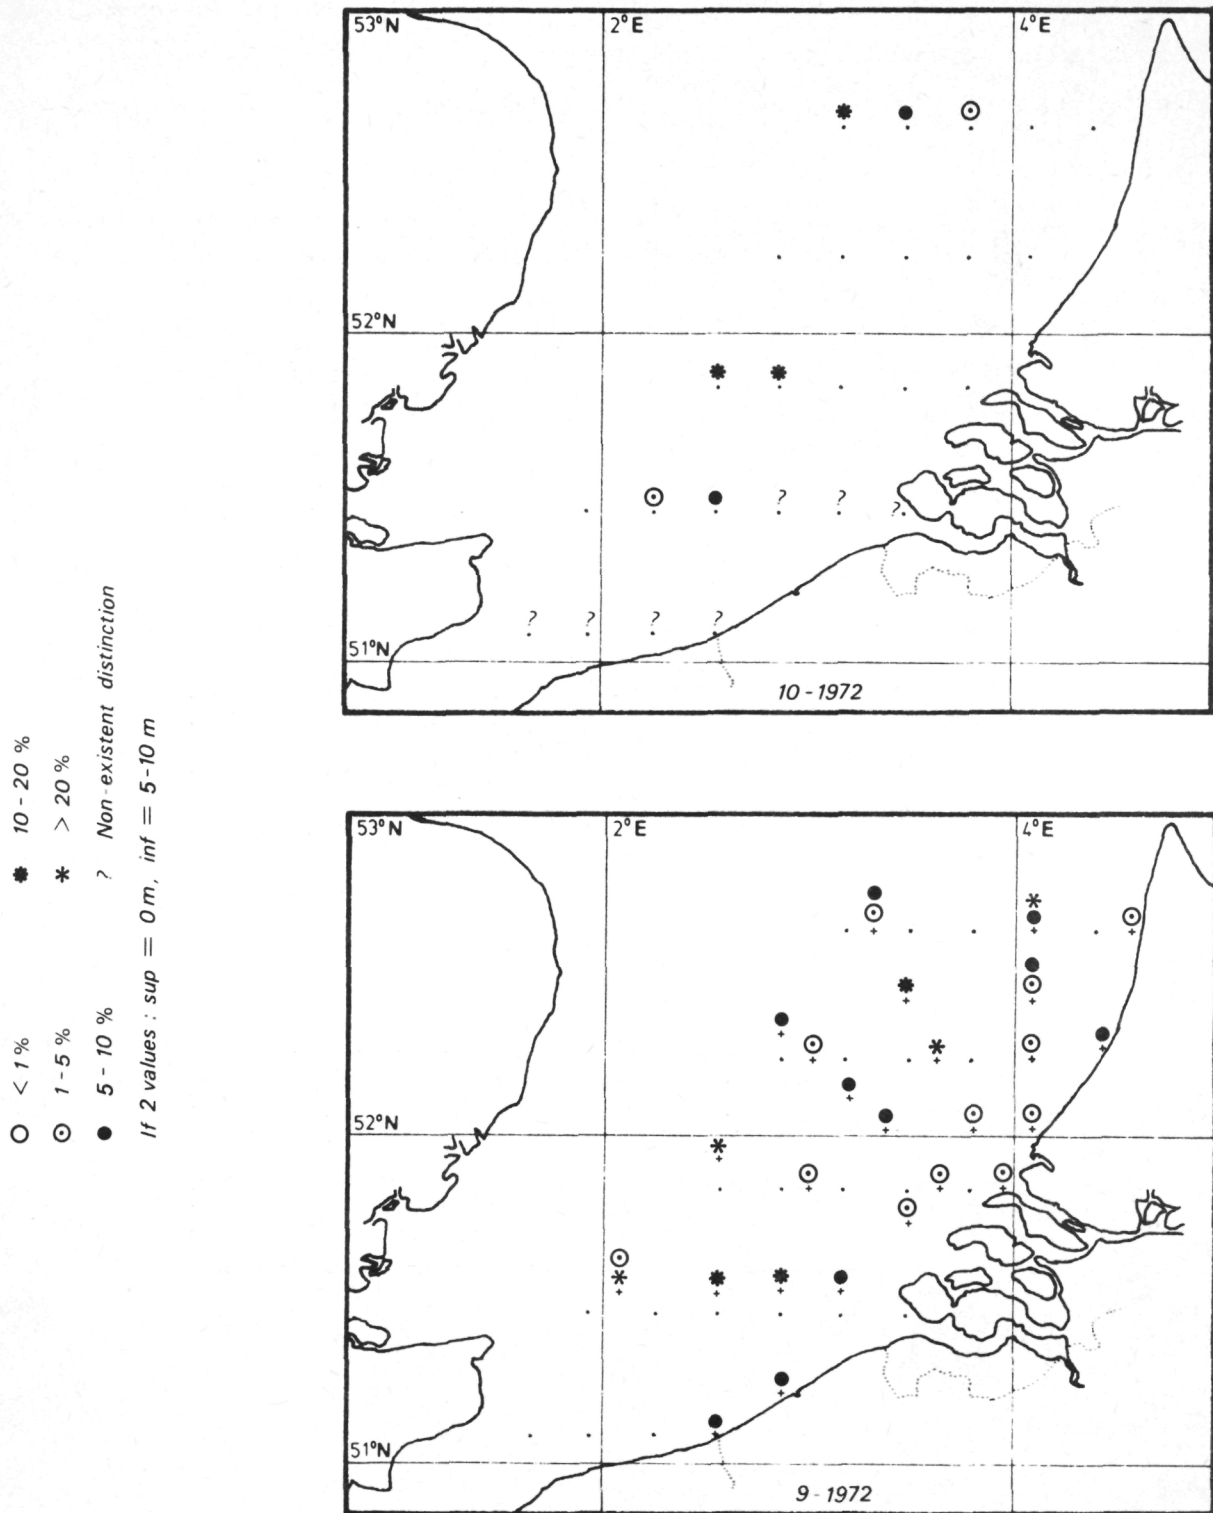 53°N
2°E
4°E
52°N
? ? ? ?
? ? ? ?
51°N
10-1972
53°N
2°E
4°E
52°N
51°N
9-1972
< 1 %
10-20 %
1-5 %
> 20 %
5-10 %
? Non-existent distinction
If 2 values : sup = 0 m, inf = 5-10 m